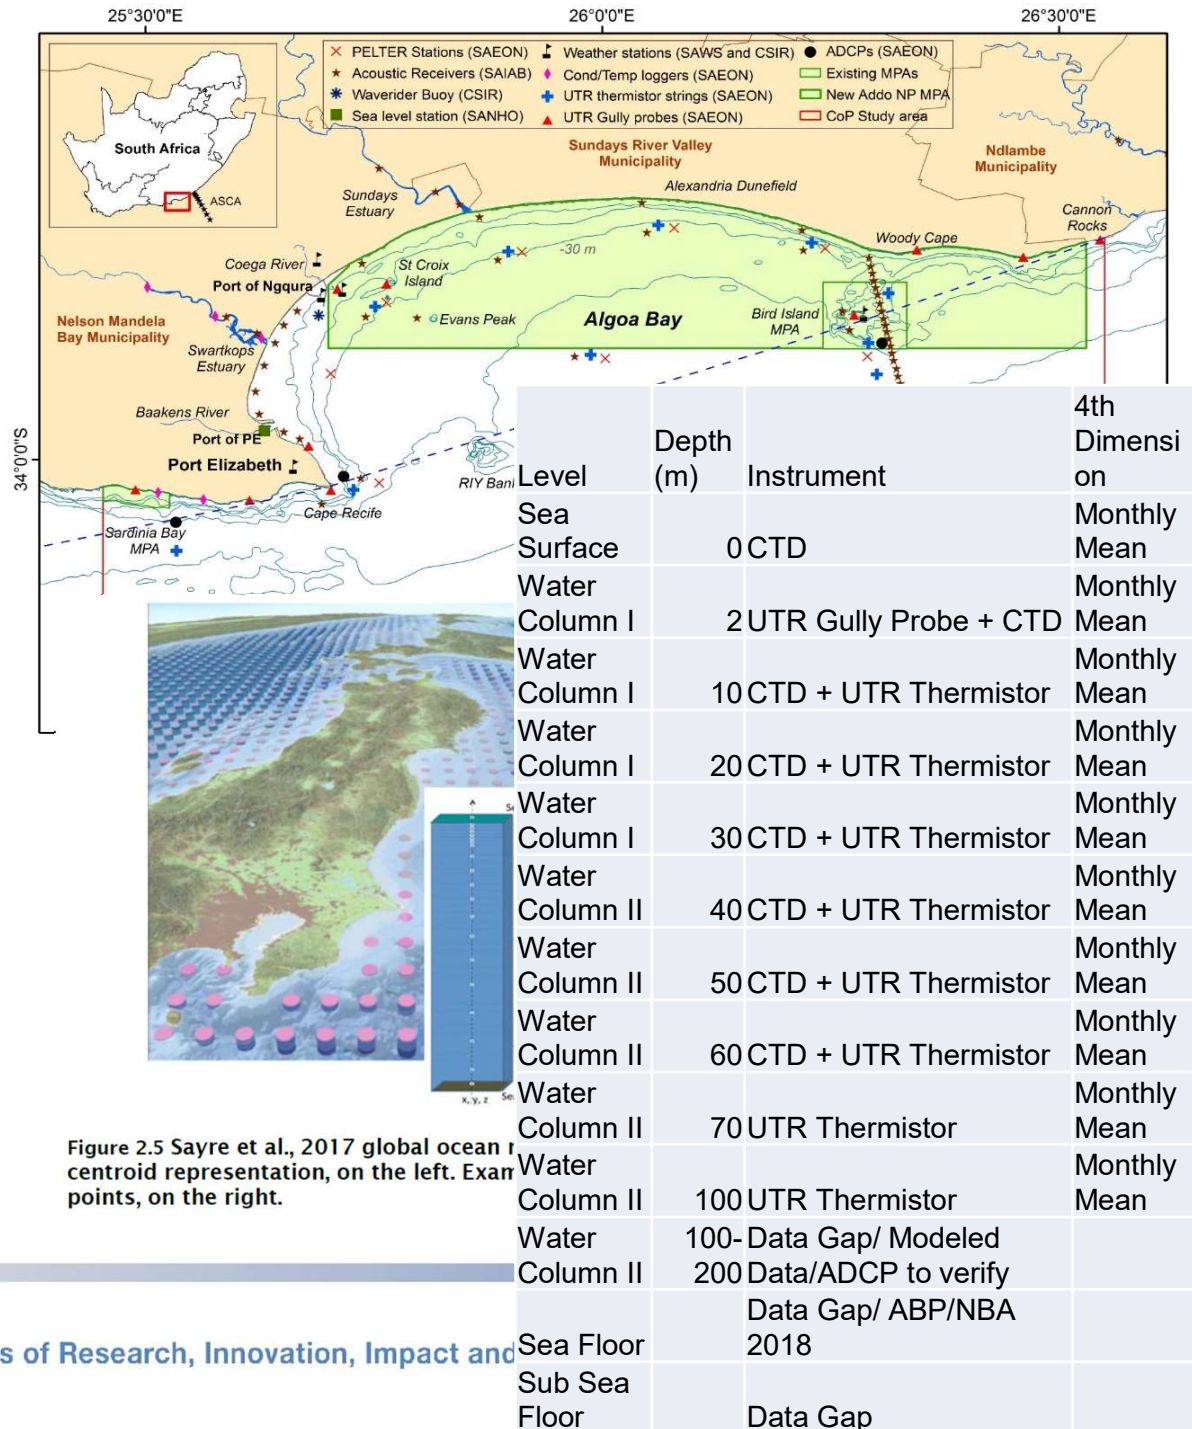 25°30'0"E
26°0'0"E
26°30'0"E
PELTER Stations (SAEON)
Acoustic Receivers (SAIAB)
Waverider Buoy (CSIR)
Sea level station (SANHO)
Weather stations (SAWS and CSIR)
Cond/Temp loggers (SAEON)
UTR thermistor strings (SAEON)
UTR Gully probes (SAEON)
ADCPs (SAEON)
Existing MPAs
New Addo NP MPA
CoP Study area
South Africa
ASCA
Sundays River Valley
Municipality
Ndlambe
Municipality
Sundays
Estuary
Alexandria Dunefield
Cannon
Rocks
Woody Cape
-30 m
Coega River
Port of Ngqura
St Croix
Island
Evans Peak
Algoa Bay
Bird Island
MPA
Nelson Mandela
Bay Municipality
Swartkops
Estuary
Baakens River
Port of PE
Port Elizabeth
34°0'0"S
RIY Bank
Cape Recife
Sardinia Bay
MPA
Level Depth (m) Instrument 4th Dimensi on
Sea Surface 0 CTD Monthly Mean
Water Column I 2 UTR Gully Probe + CTD Monthly Mean
Water Column I 10 CTD + UTR Thermistor Monthly Mean
Water Column I 20 CTD + UTR Thermistor Monthly Mean
Water Column I 30 CTD + UTR Thermistor Monthly Mean
Water Column II 40 CTD + UTR Thermistor Monthly Mean
Water Column II 50 CTD + UTR Thermistor Monthly Mean
Water Column II 60 CTD + UTR Thermistor Monthly Mean
Water Column II 70 UTR Thermistor Monthly Mean
Water Column II 100 UTR Thermistor Monthly Mean
Water Column II 100-200 Data Gap/ Modeled Data/ADCP to verify
Sea Floor Data Gap/ ABP/NBA 2018
Sub Sea Floor Data Gap
x, y, z
Figure 2.5 Sayre et al., 2017 global ocean
centroid representation, on the left. Exam
points, on the right.
s of Research, Innovation, Impact and